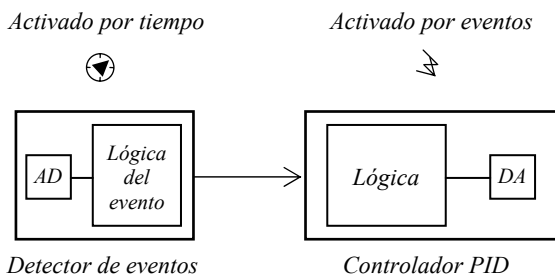 Activado por tiempo
Activado por eventos
AD
Lógica
del
evento
Lógica
DA
Detector de eventos
Controlador PID